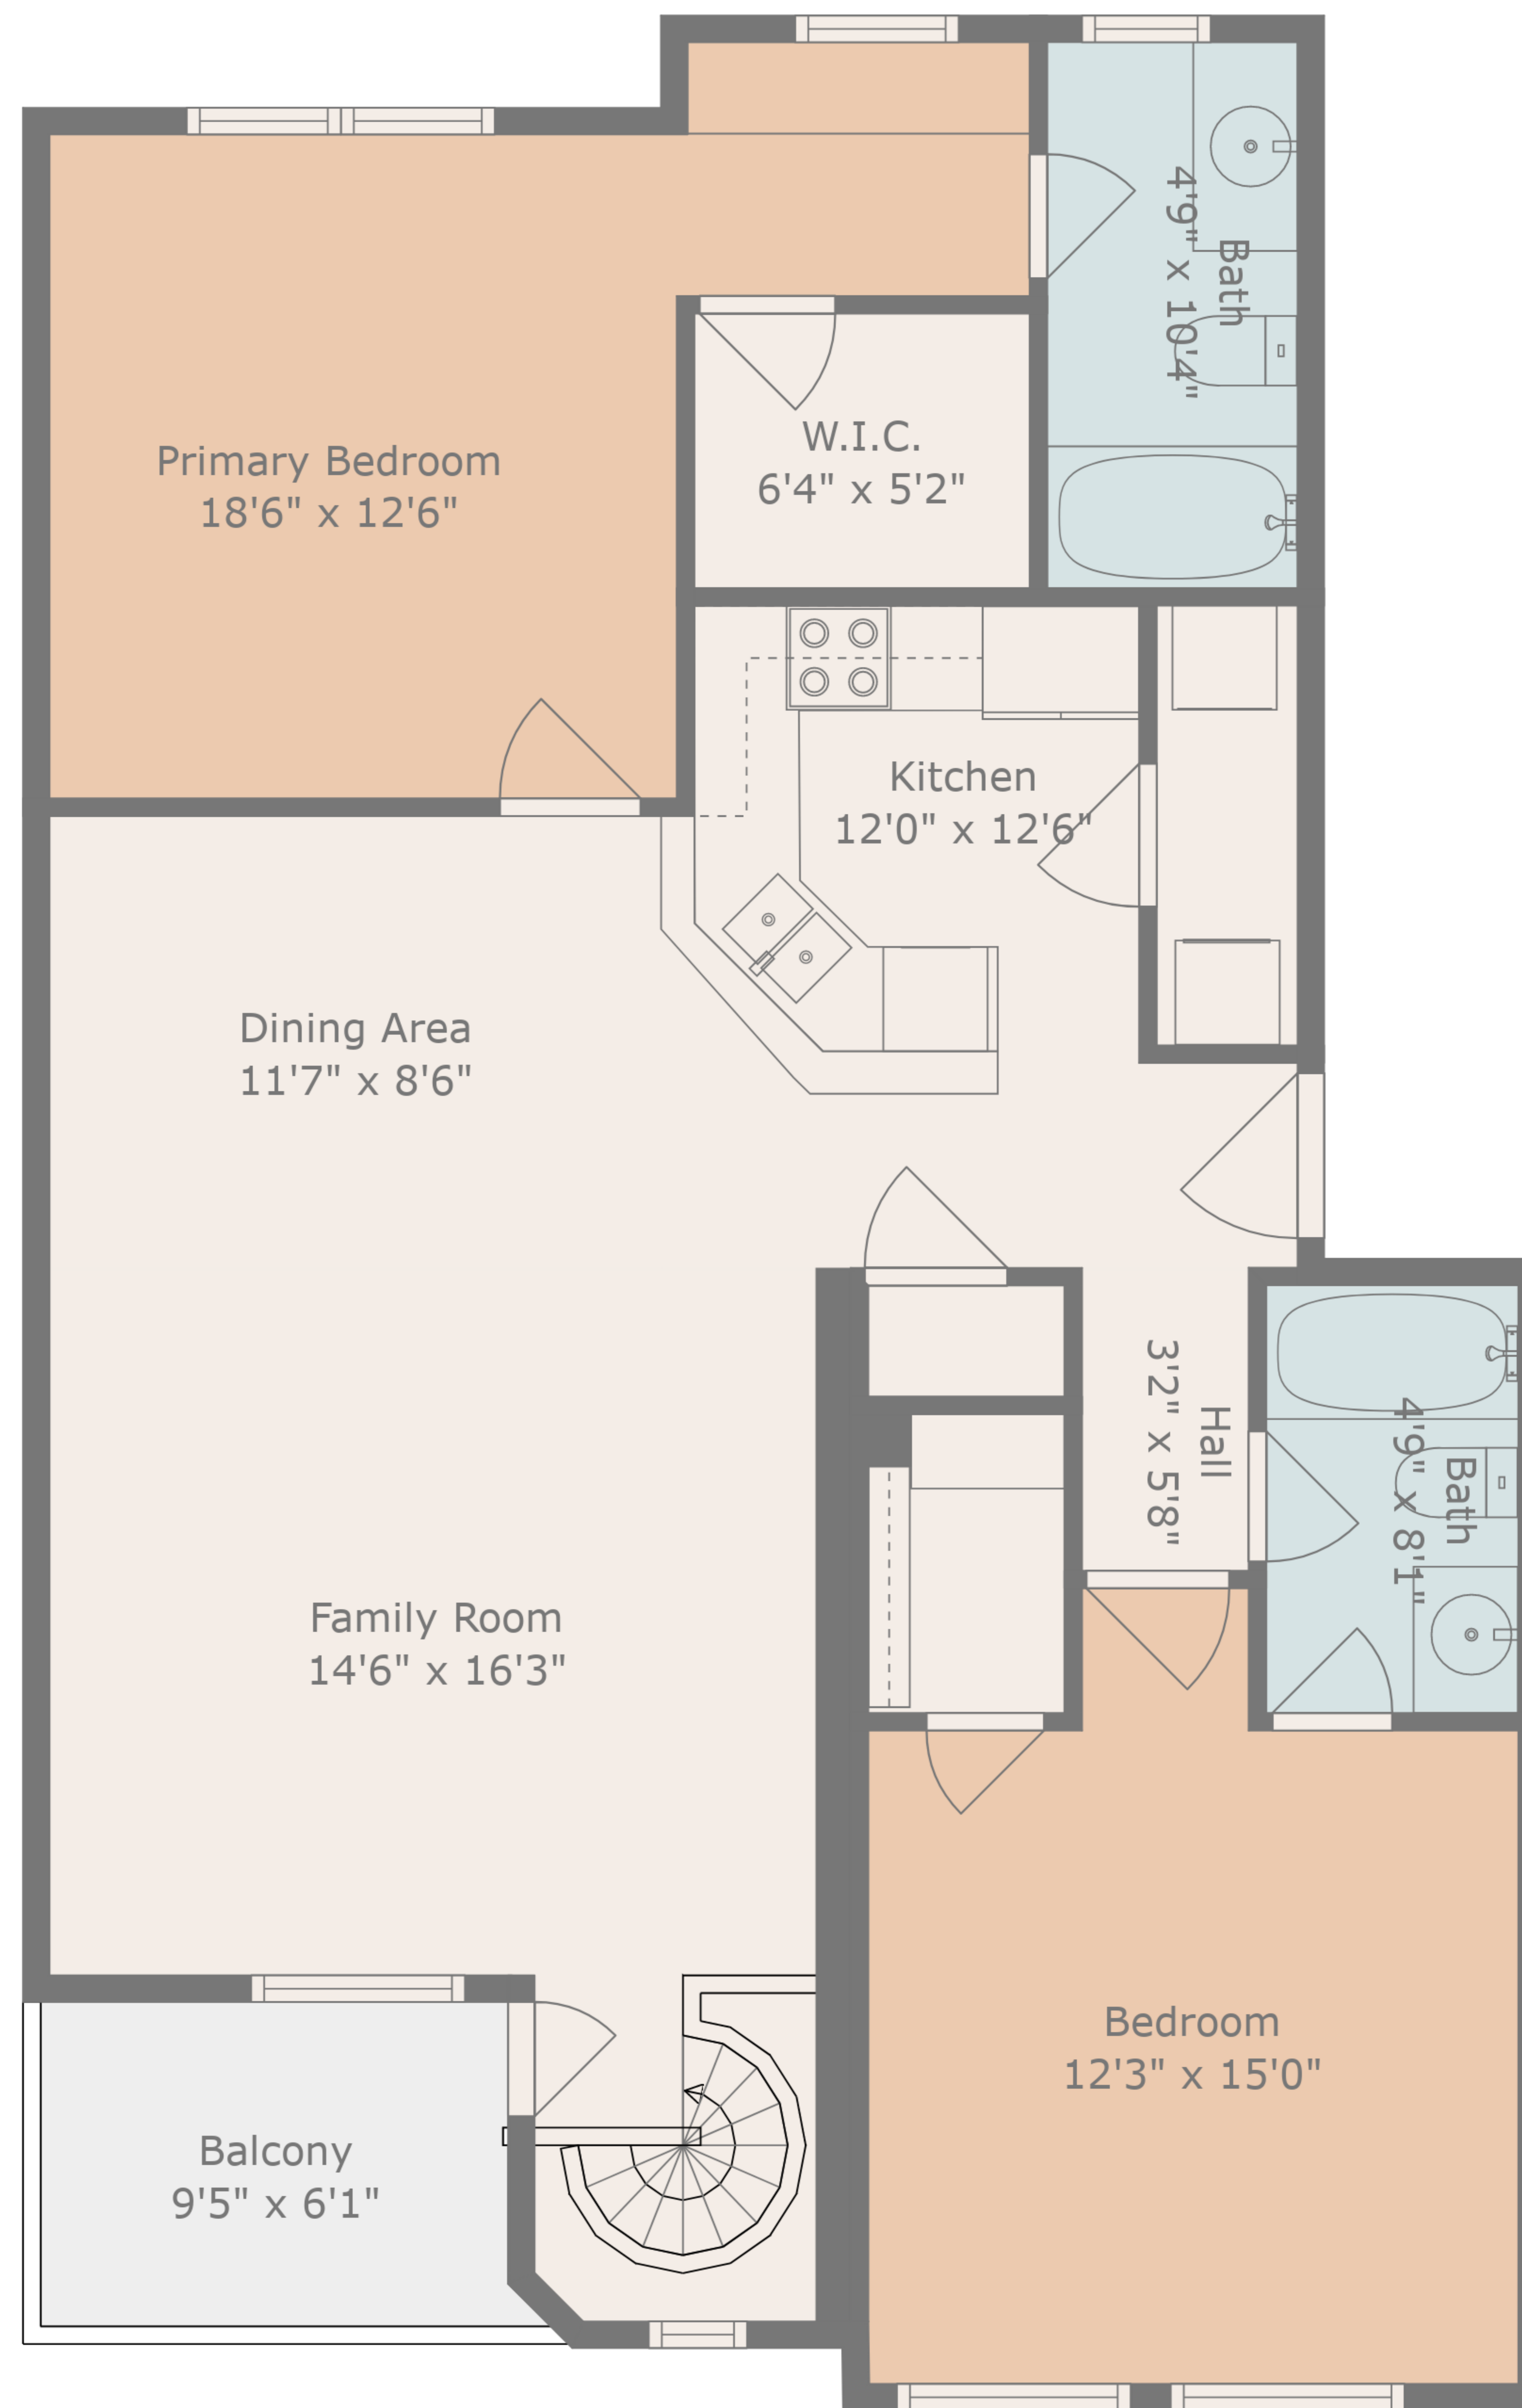 Bath
4'9" x 10'4"
W.I.C.
6'4" x 5'2"
Primary Bedroom
18'6" x 12'6"
Kitchen
12'0" x 12'6"
Dining Area
11'7" x 8'6"
Hall
3'2" x 5'8"
Bath
4'9" x 8'1"
Family Room
14'6" x 16'3"
Bedroom
12'3" x 15'0"
Balcony
9'5" x 6'1"